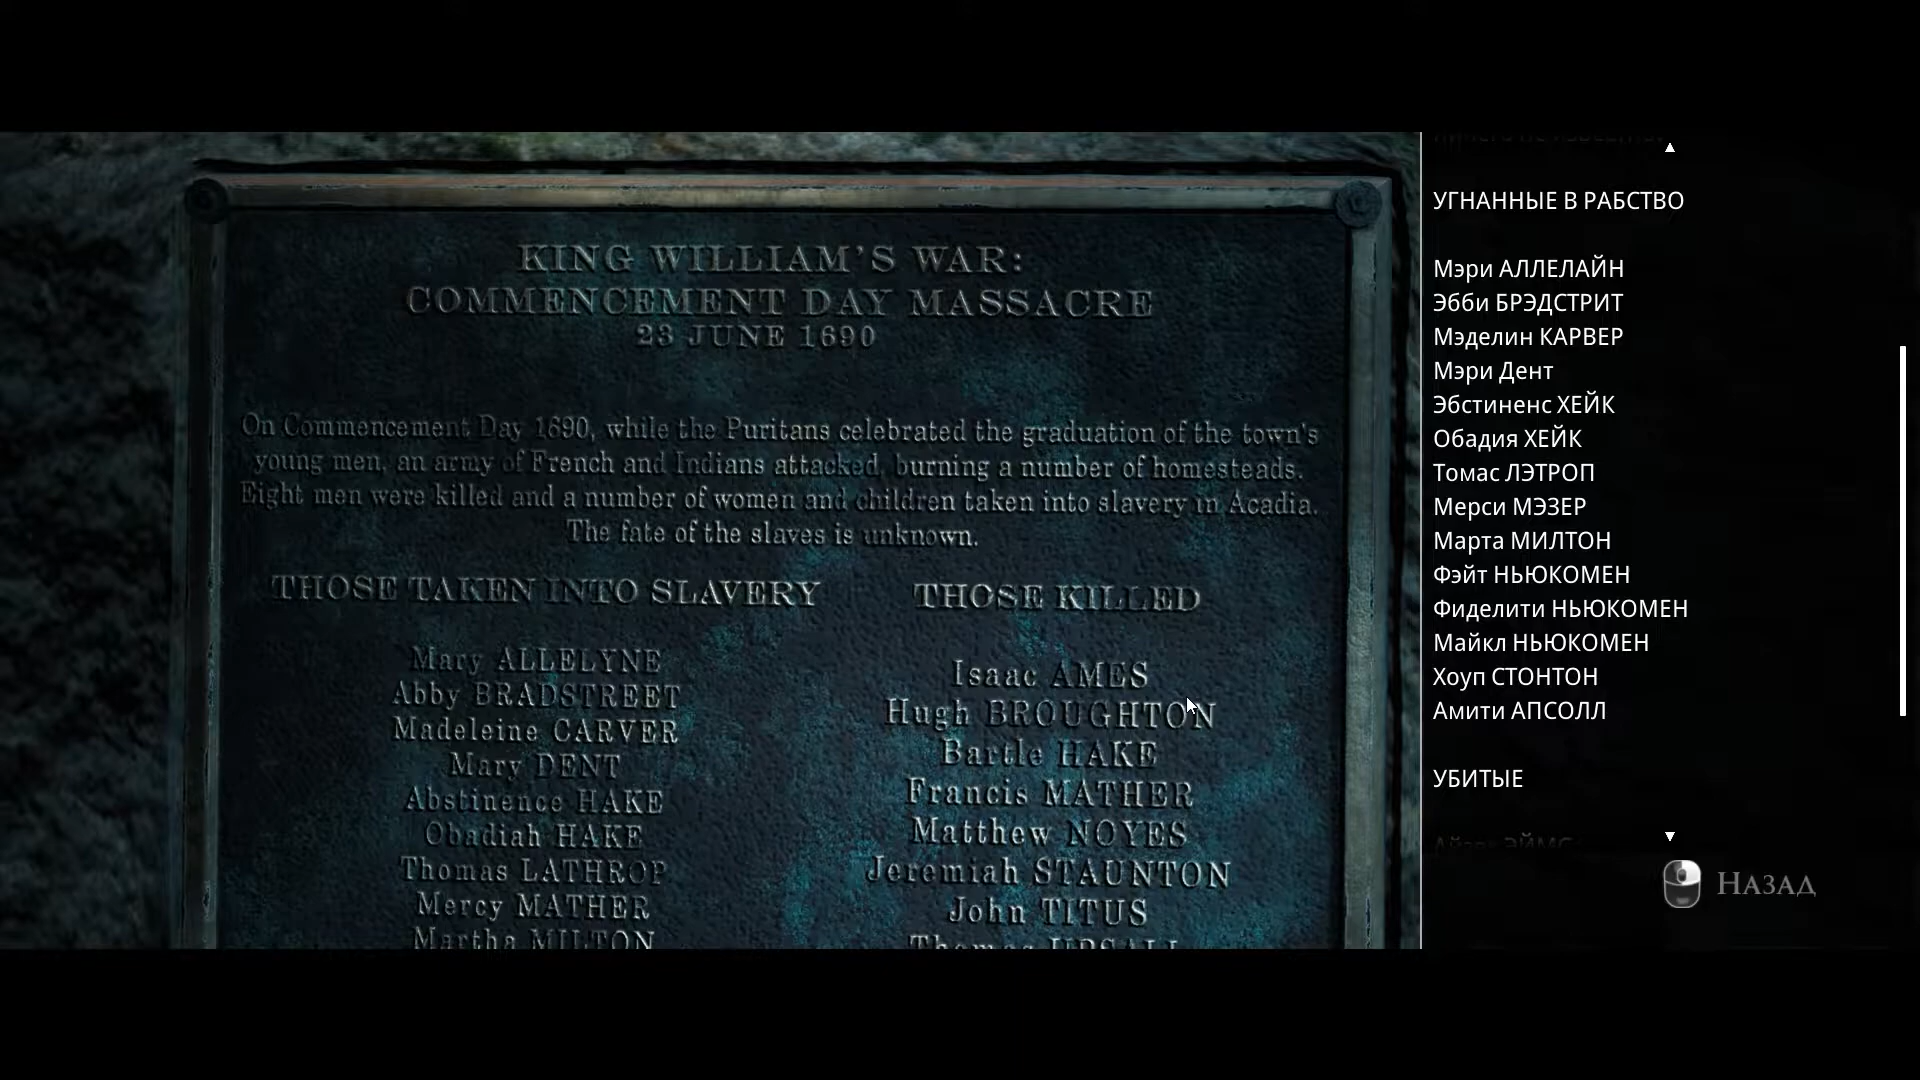 KING WILLIAM'S WAR:
COMMENCEMENT DAY MASSACRE
23 JUNE 1690
On Commencement Day 1690, while the Puritans celebrated the graduation of the town's
young men, an army of French and Indians attacked, burning a number of homesteads.
Eight men were killed and a number of women and children taken into slavery in Acadia.
The fate of the slaves is unknown.
THOSE TAKEN INTO SLAVERY
Mary ALLELYNE
Abby BRADSTREET
Madeleine CARVER
Mary DENT
Abstinence HAKE
Obadiah HAKE
Thomas LATHROP
Mercy MATHER
Martha MILTON
THOSE KILLED
Isaac AMES
Hugh BROUGHTON
Bartle HAKE
Francis MATHER
Matthew NOYES
Jeremiah STAUNTON
John TITUS
Thomas UPSALL
УГНАННЫЕ В РАБСТВО
Мэри АЛЛЕЛАЙН
Эбби БРЭДСТРИТ
Мэделин КАРВЕР
Мэри Дент
Эбстиненс ХЕЙК
Обадия ХЕЙК
Томас ЛЭТРОП
Мерси МЭЗЕР
Марта МИЛТОН
Фэйт НЬЮКОМЕН
Фиделити НЬЮКОМЕН
Майкл НЬЮКОМЕН
Хоуп СТОНТОН
Амити АПСОЛЛ
УБИТЫЕ
Айзек ЭЙМС
Назад